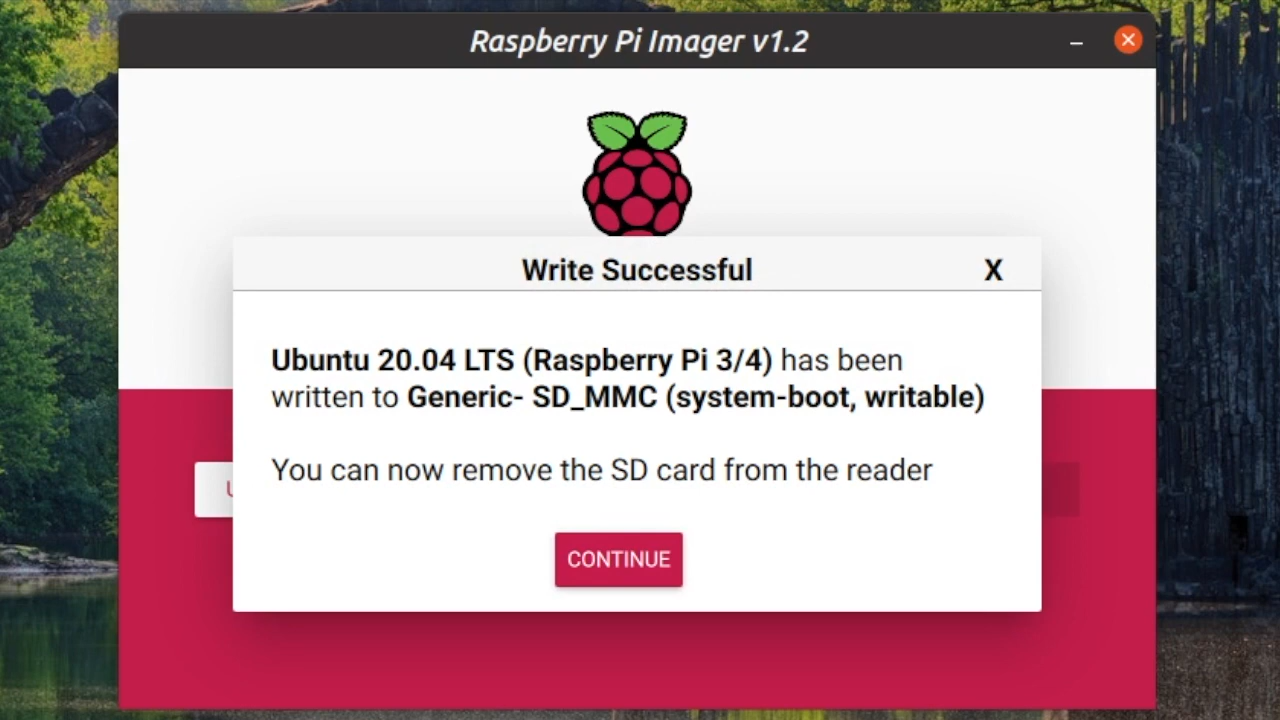 Raspberry Pi Imager v1.2
Write Successful X
Ubuntu 20.04 LTS (Raspberry Pi 3/4) has been
written to Generic- SD_MMC (system-boot, writable)
You can now remove the SD card from the reader
CONTINUE